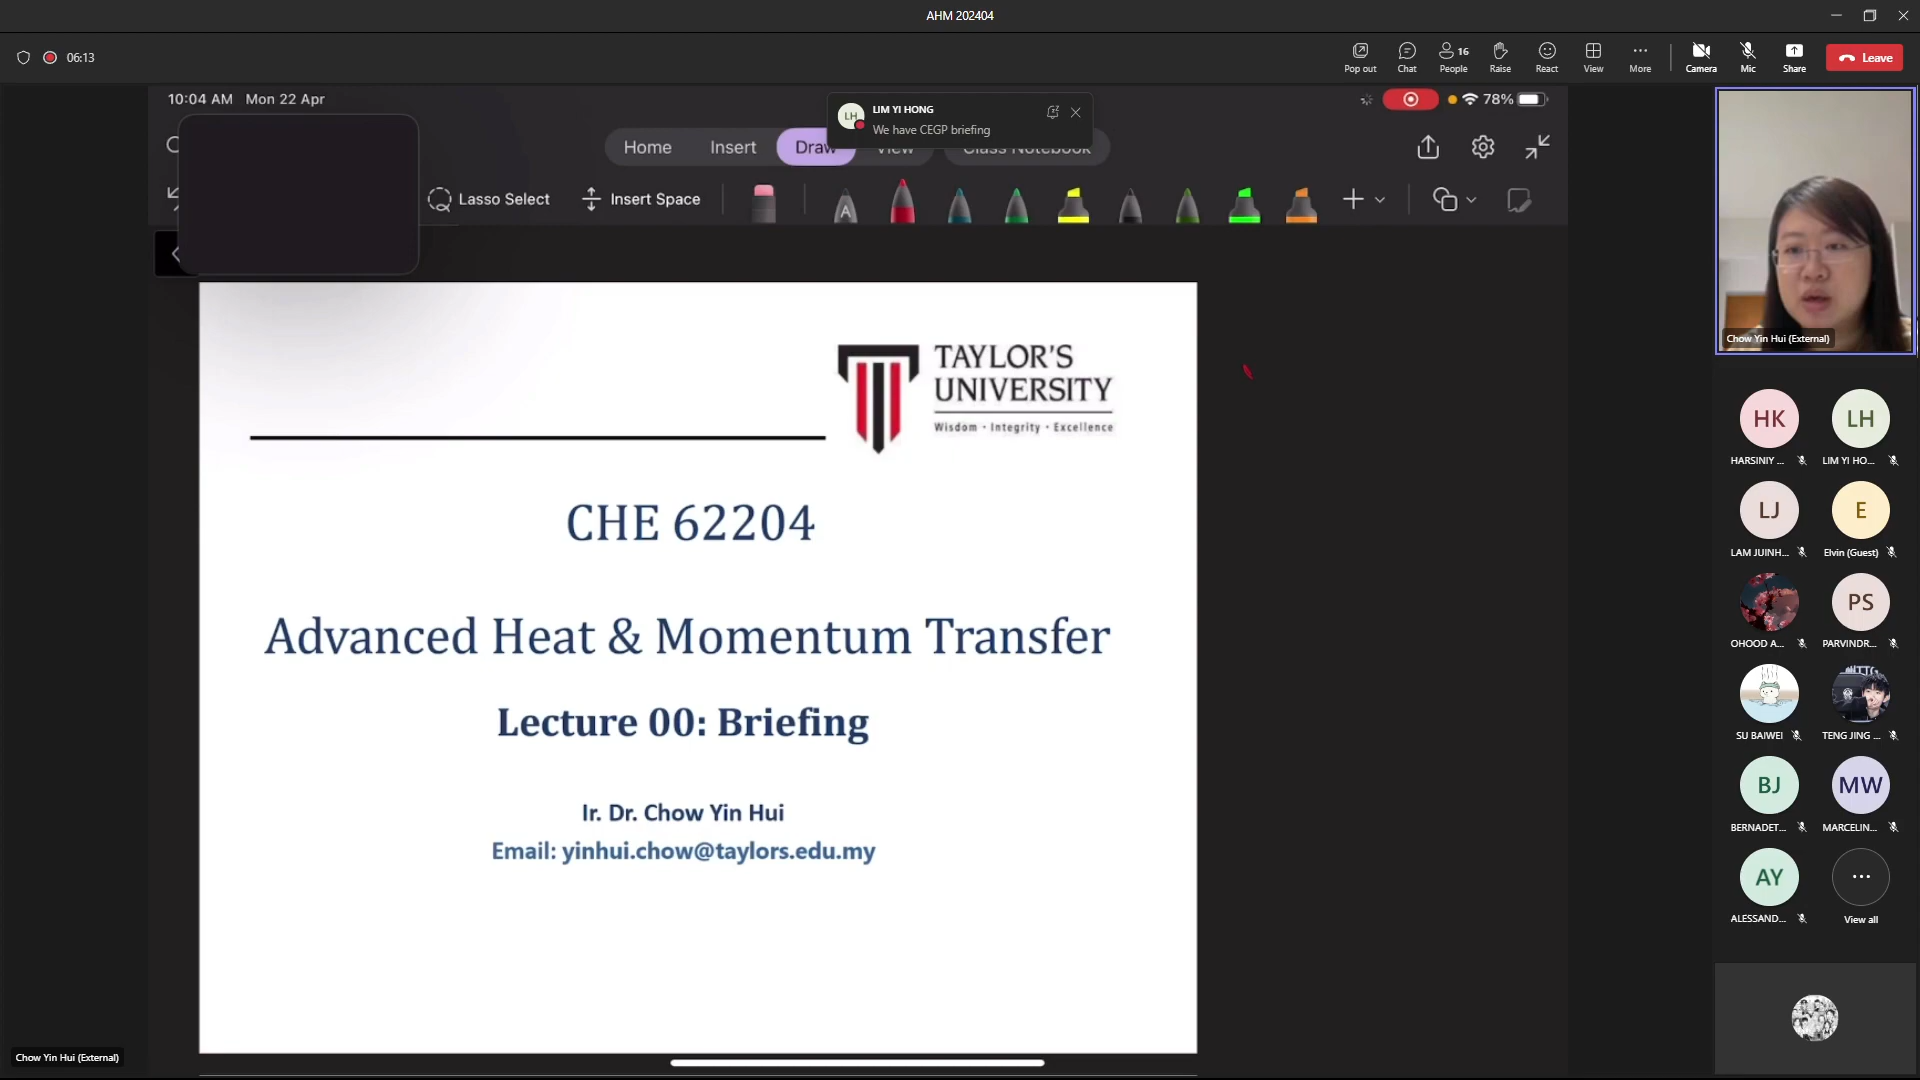 AHM 202404
06:13
Pop out
Chat
16
People
Raise
React
View
More
Camera
Mic
Share
Leave
10:04 AM Mon 22 Apr
78%
LH
LIM YI HONG
We have CEGP briefing
Home
Insert
Draw
View
Class Notebook
Lasso Select
Insert Space
A
TAYLOR'S
UNIVERSITY
Wisdom · Integrity · Excellence
CHE 62204
Advanced Heat & Momentum Transfer
Lecture 00: Briefing
Ir. Dr. Chow Yin Hui
Email: yinhui.chow@taylors.edu.my
Chow Yin Hui (External)
Chow Yin Hui (External)
HK
LH
HARSINIY ...
LIM YI HO...
LJ
E
LAM JUINH...
Elvin (Guest)
PS
OHOOD A...
PARVINDR...
SU BAIWEI
TENG JING ...
BJ
MW
BERNADET...
MARCELIN...
AY
ALESSAND...
View all